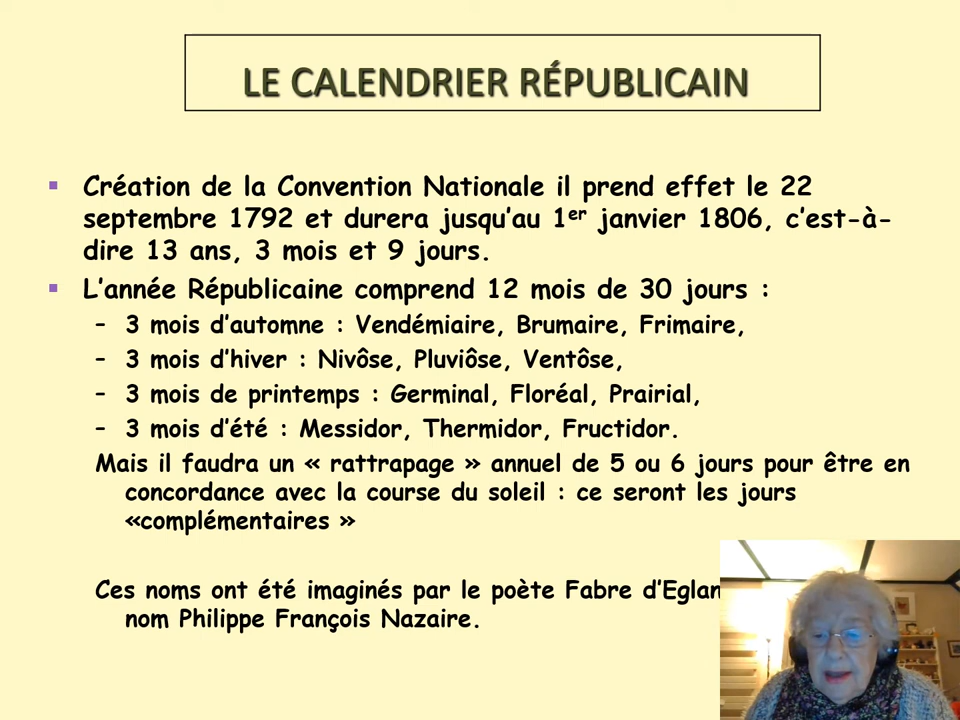 LE CALENDRIER RÉPUBLICAIN
▪ Création de la Convention Nationale il prend effet le 22
septembre 1792 et durera jusqu’au 1er janvier 1806, c’est-à-
dire 13 ans, 3 mois et 9 jours.
▪ L’année Républicaine comprend 12 mois de 30 jours :
– 3 mois d’automne : Vendémiaire, Brumaire, Frimaire,
– 3 mois d’hiver : Nivôse, Pluviôse, Ventôse,
– 3 mois de printemps : Germinal, Floréal, Prairial,
– 3 mois d’été : Messidor, Thermidor, Fructidor.
Mais il faudra un « rattrapage » annuel de 5 ou 6 jours pour être en
concordance avec la course du soleil : ce seront les jours
«complémentaires »
Ces noms ont été imaginés par le poète Fabre d’Eglan
nom Philippe François Nazaire.